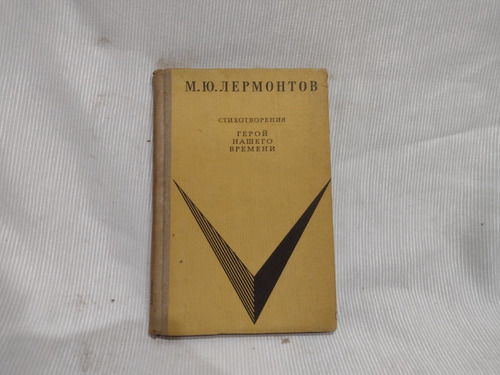 М.Ю.ЛЕРМОНТОВ
СТИХОТВОРЕНИЯ
ГЕРОЙ
НАШЕГО
ВРЕМЕНИ